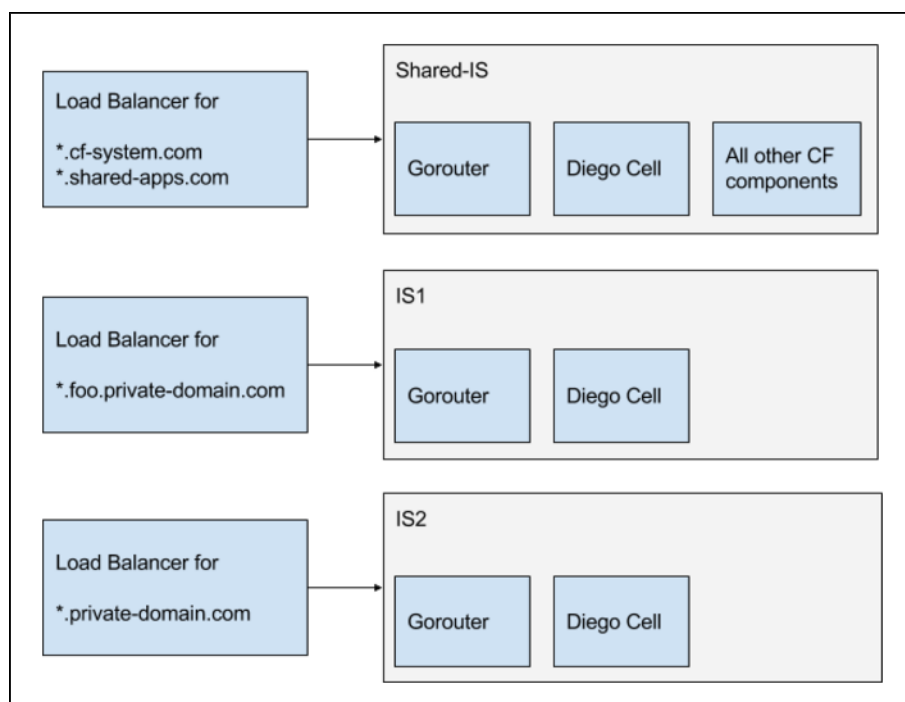 Load Balancer for
*.cf-system.com
*.shared-apps.com
Shared-IS
Gorouter
Diego Cell
All other CF
components
Load Balancer for
*.foo.private-domain.com
IS1
Gorouter
Diego Cell
Load Balancer for
*.private-domain.com
IS2
Gorouter
Diego Cell